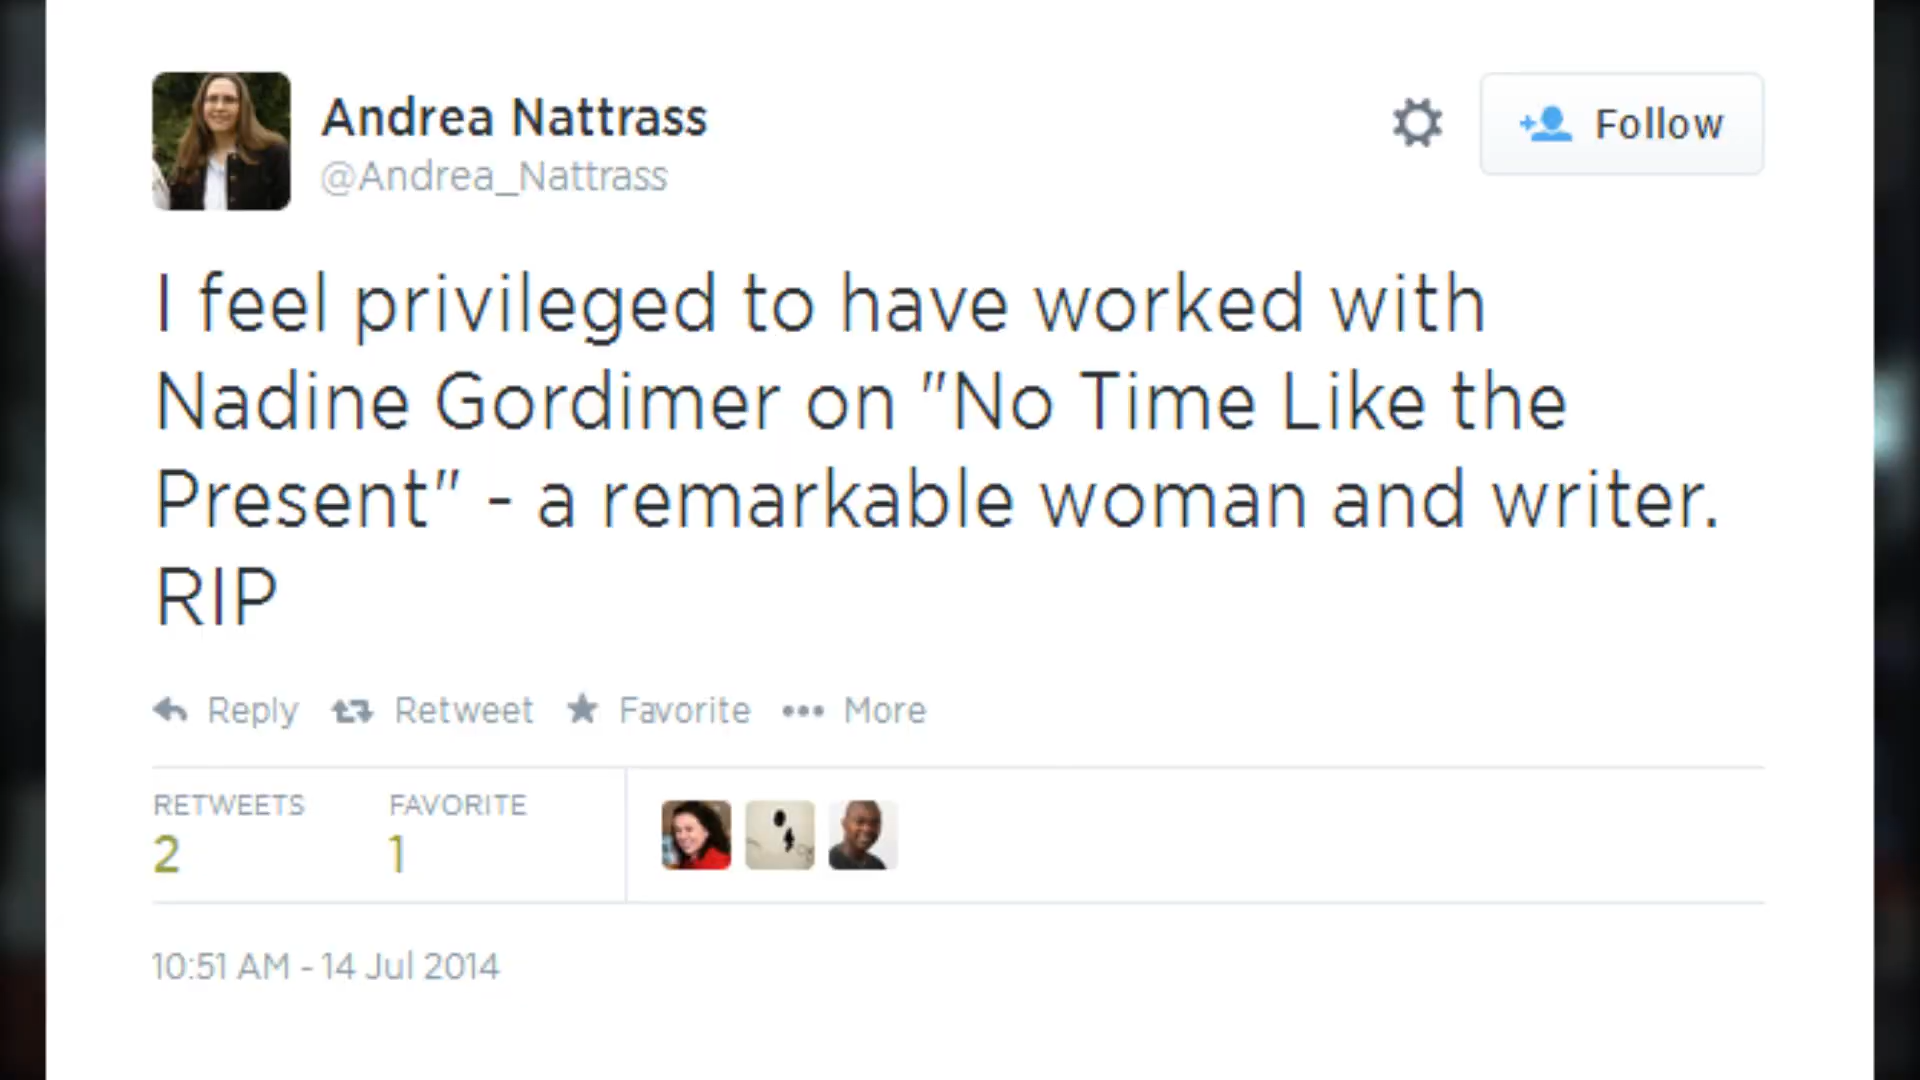 Andrea Nattrass
@Andrea_Nattrass
Follow
I feel privileged to have worked with
Nadine Gordimer on "No Time Like the
Present" - a remarkable woman and writer.
RIP
Reply Retweet Favorite More
RETWEETS FAVORITE
2 1
10:51 AM - 14 Jul 2014